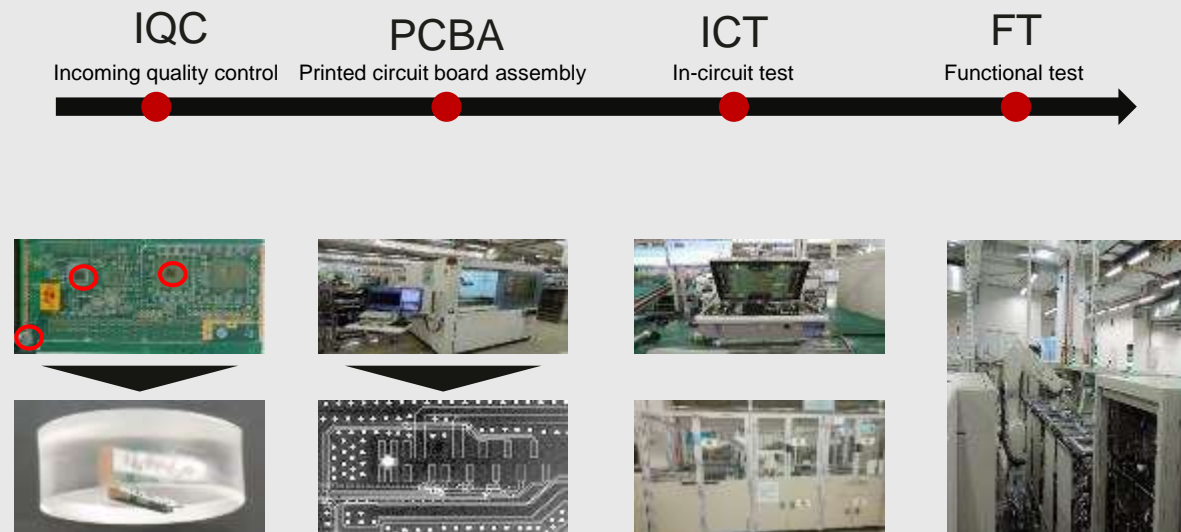 IQC
Incoming quality control
PCBA
Printed circuit board assembly
ICT
In-circuit test
FT
Functional test